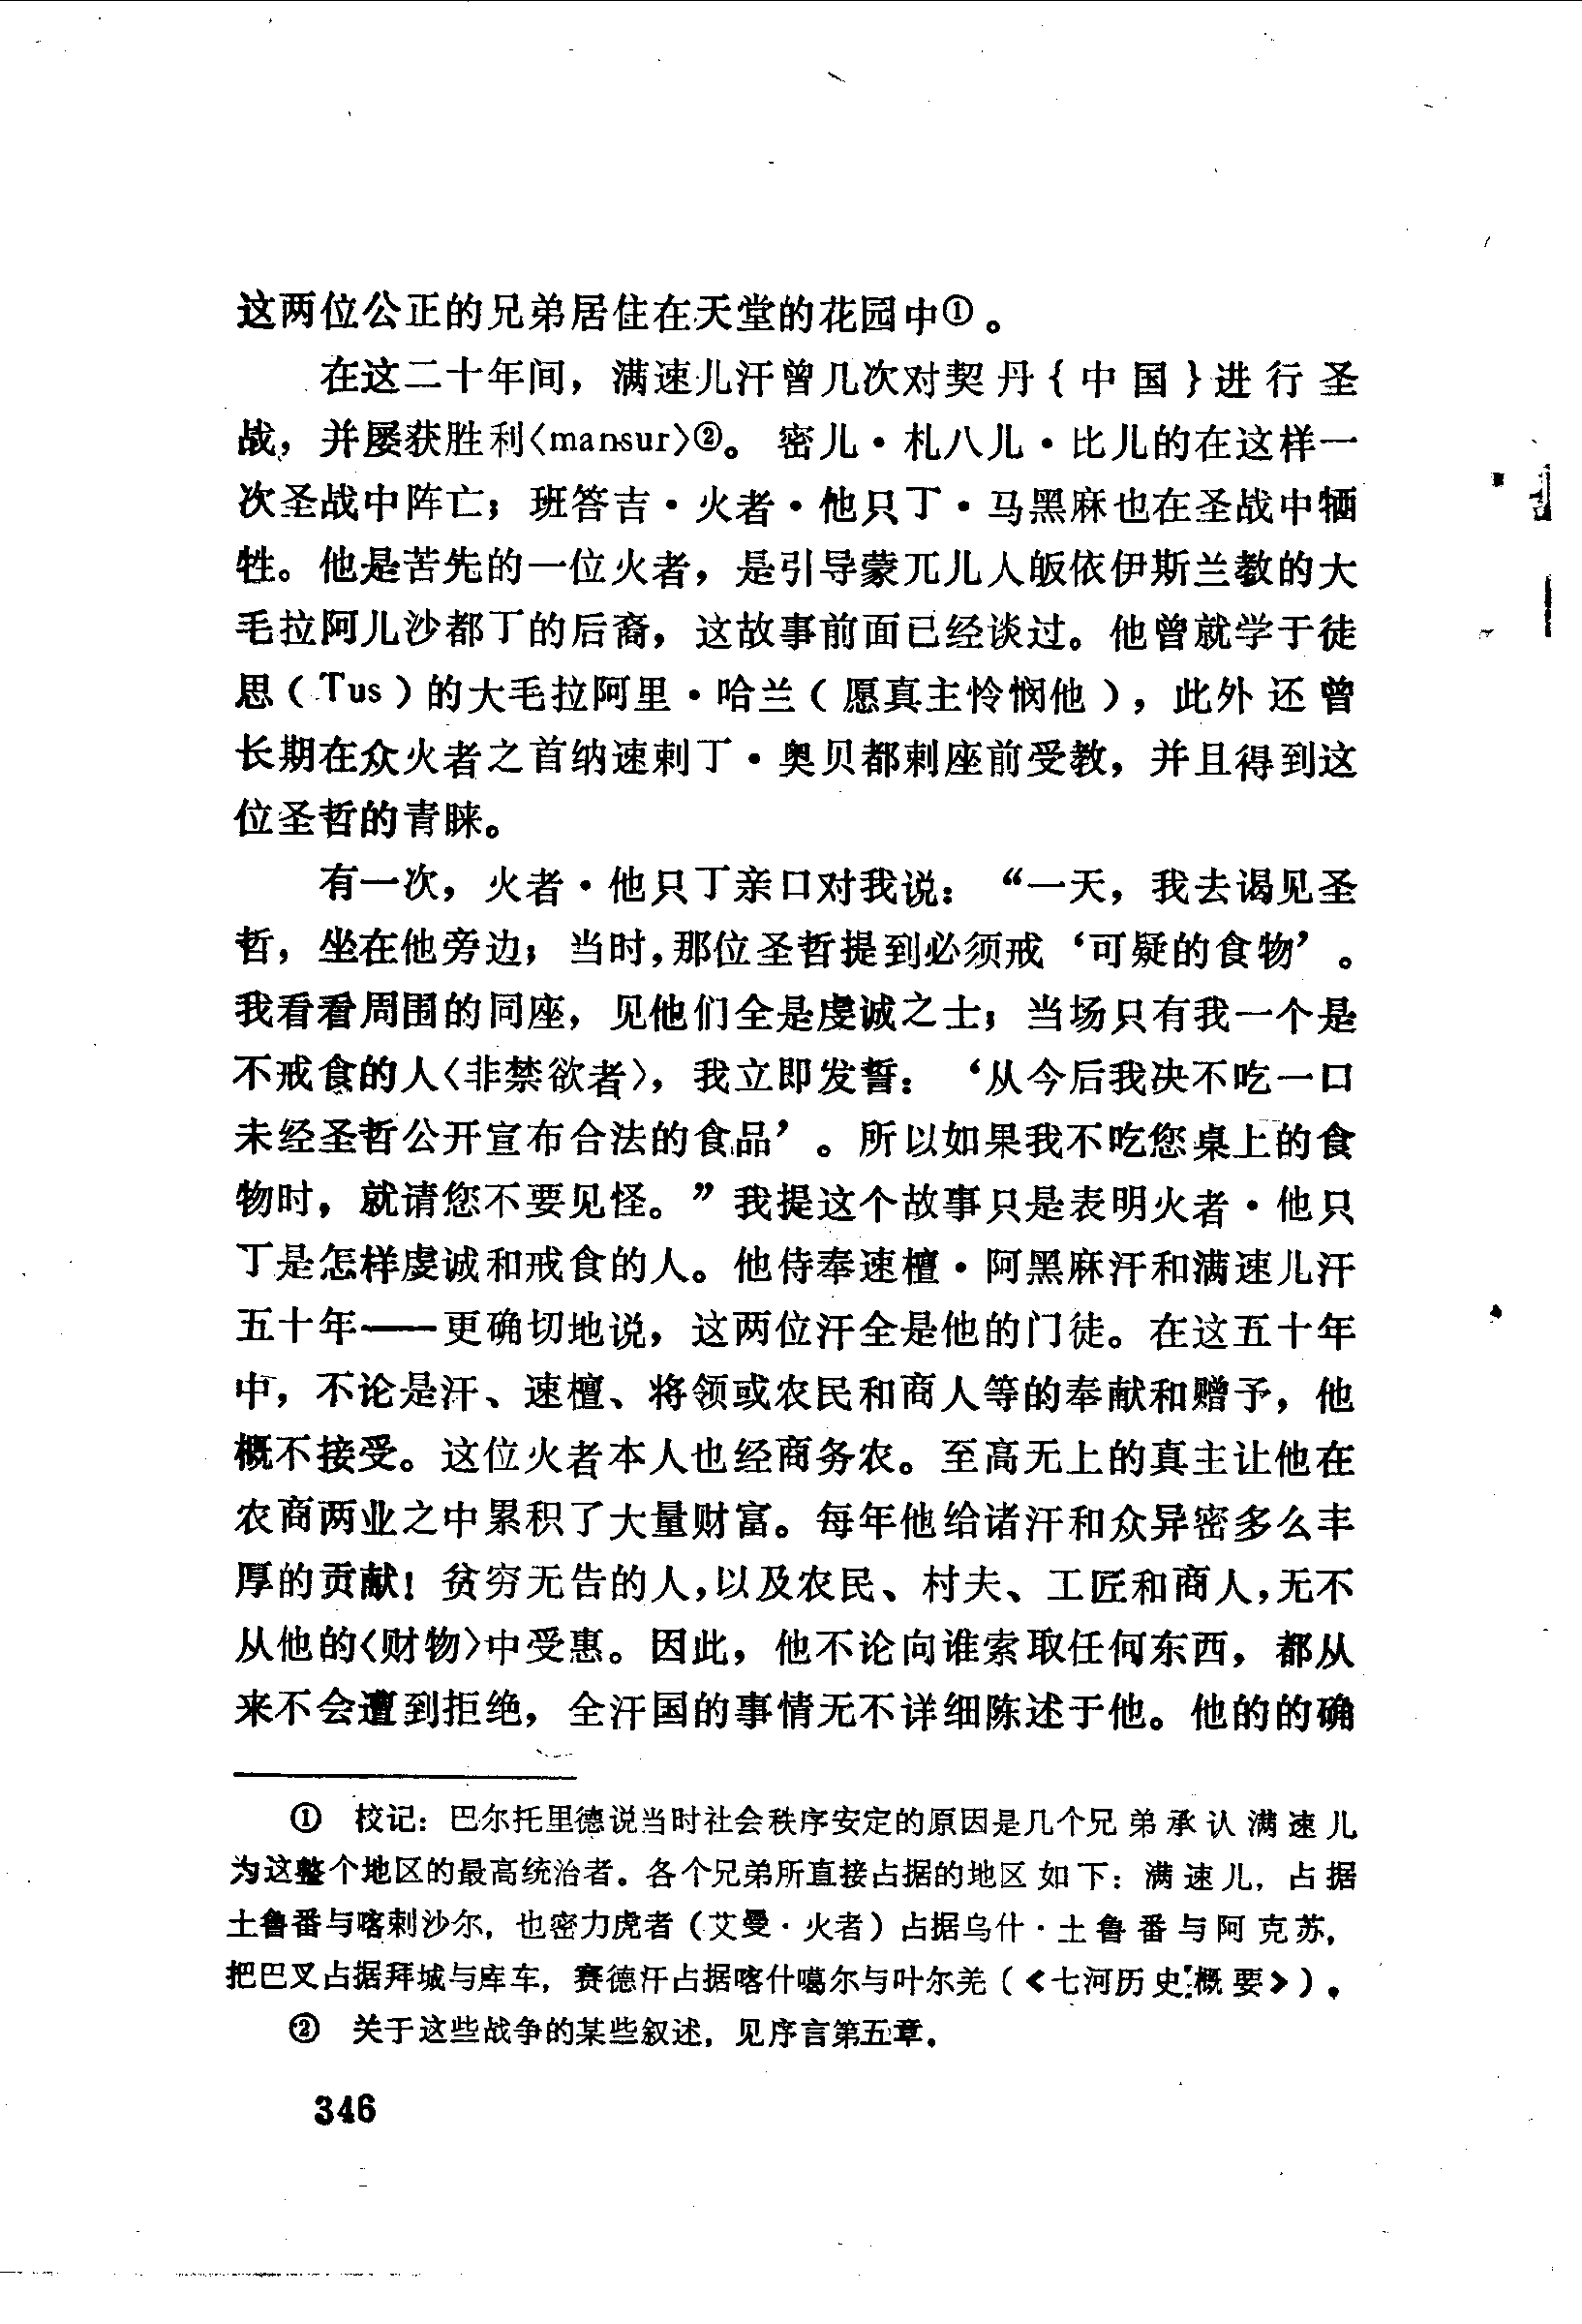 这两位公正的兄弟居住在天堂的花园中①。
在这二十年间，满速儿汗曾几次对契丹{中国}进行圣
战，并屡获胜利〈mansur〉②。密儿·札八儿·比儿的在这样一
次圣战中阵亡；班答吉·火者·他只丁·马黑麻也在圣战中牺
牲。他是苦先的一位火者，是引导蒙兀儿人皈依伊斯兰教的大
毛拉阿儿沙都丁的后裔，这故事前面已经谈过。他曾就学于徒
思（Tus）的大毛拉阿里·哈兰（愿真主怜悯他），此外还曾
长期在众火者之首纳速剌丁·奥贝都剌座前受教，并且得到这
位圣哲的青睐。
有一次，火者·他只丁亲口对我说：“一天，我去谒见圣
哲，坐在他旁边；当时，那位圣哲提到必须戒‘可疑的食物’。
我看看周围的同座，见他们全是虔诚之士；当场只有我一个是
不戒食的人〈非禁欲者〉，我立即发誓：‘从今后我决不吃一口
未经圣哲公开宣布合法的食品’。所以如果我不吃您桌上的食
物时，就请您不要见怪。”我提这个故事只是表明火者·他只
丁是怎样虔诚和戒食的人。他侍奉速檀·阿黑麻汗和满速儿汗
五十年——更确切地说，这两位汗全是他的门徒。在这五十年
中，不论是汗、速檀、将领或农民和商人等的奉献和赠予，他
概不接受。这位火者本人也经商务农。至高无上的真主让他在
农商两业之中累积了大量财富。每年他给诸汗和众异密多么丰
厚的贡献！贫穷无告的人，以及农民、村夫、工匠和商人，无不
从他的〈财物〉中受惠。因此，他不论向谁索取任何东西，都从
来不会遭到拒绝，全汗国的事情无不详细陈述于他。他的的确
① 校记：巴尔托里德说当时社会秩序安定的原因是几个兄弟承认满速儿
为这整个地区的最高统治者。各个兄弟所直接占据的地区如下：满速儿，占据
土鲁番与喀剌沙尔，也密力虎者（艾曼·火者）占据乌什·土鲁番与阿克苏，
把巴叉占据拜城与库车，赛德汗占据喀什噶尔与叶尔羌（《七河历史概要》）。
② 关于这些战争的某些叙述，见序言第五章。
346